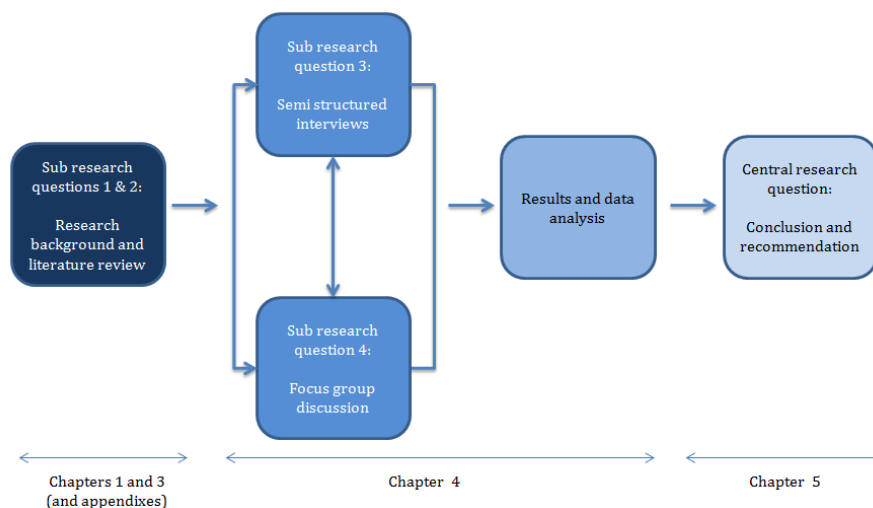 Sub research
questions 1 & 2:
Research
background and
literature review
Sub research
question 3:
Semi structured
interviews
Sub research
question 4:
Focus group
discussion
Results and data
analysis
Central research
question:
Conclusion and
recommendation
Chapters 1 and 3
(and appendixes)
Chapter 4
Chapter 5